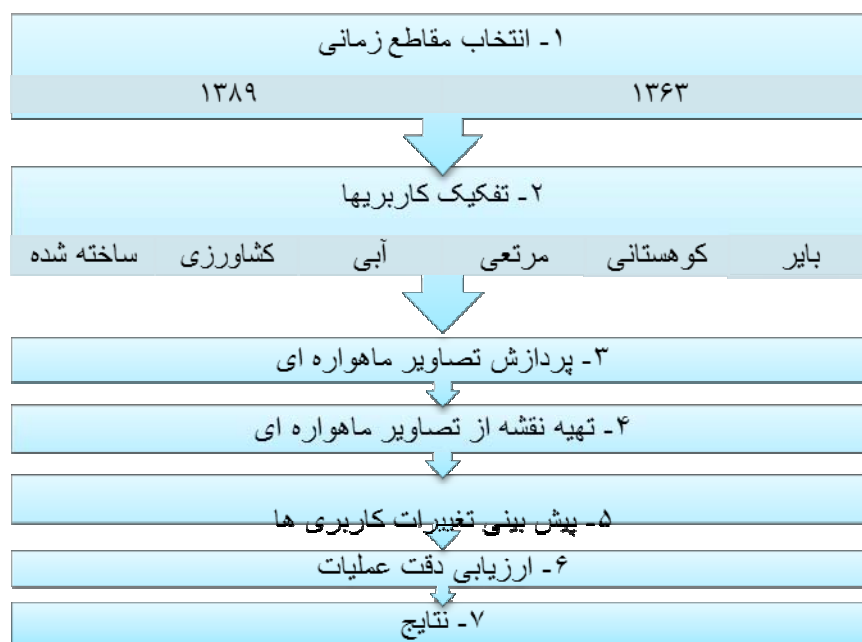 ۱- انتخاب مقاطع زمانی
۱۳۶۳ ۱۳۸۹
۲- تفکیک کاربریها
بایر کوهستانی مرتعی آبی کشاورزی ساخته شده
۳- پردازش تصاویر ماهواره ای
۴- تهیه نقشه از تصاویر ماهواره ای
۵- پیش بینی تغییرات کاربری ها
۶- ارزیابی دقت عملیات
۷- نتایج